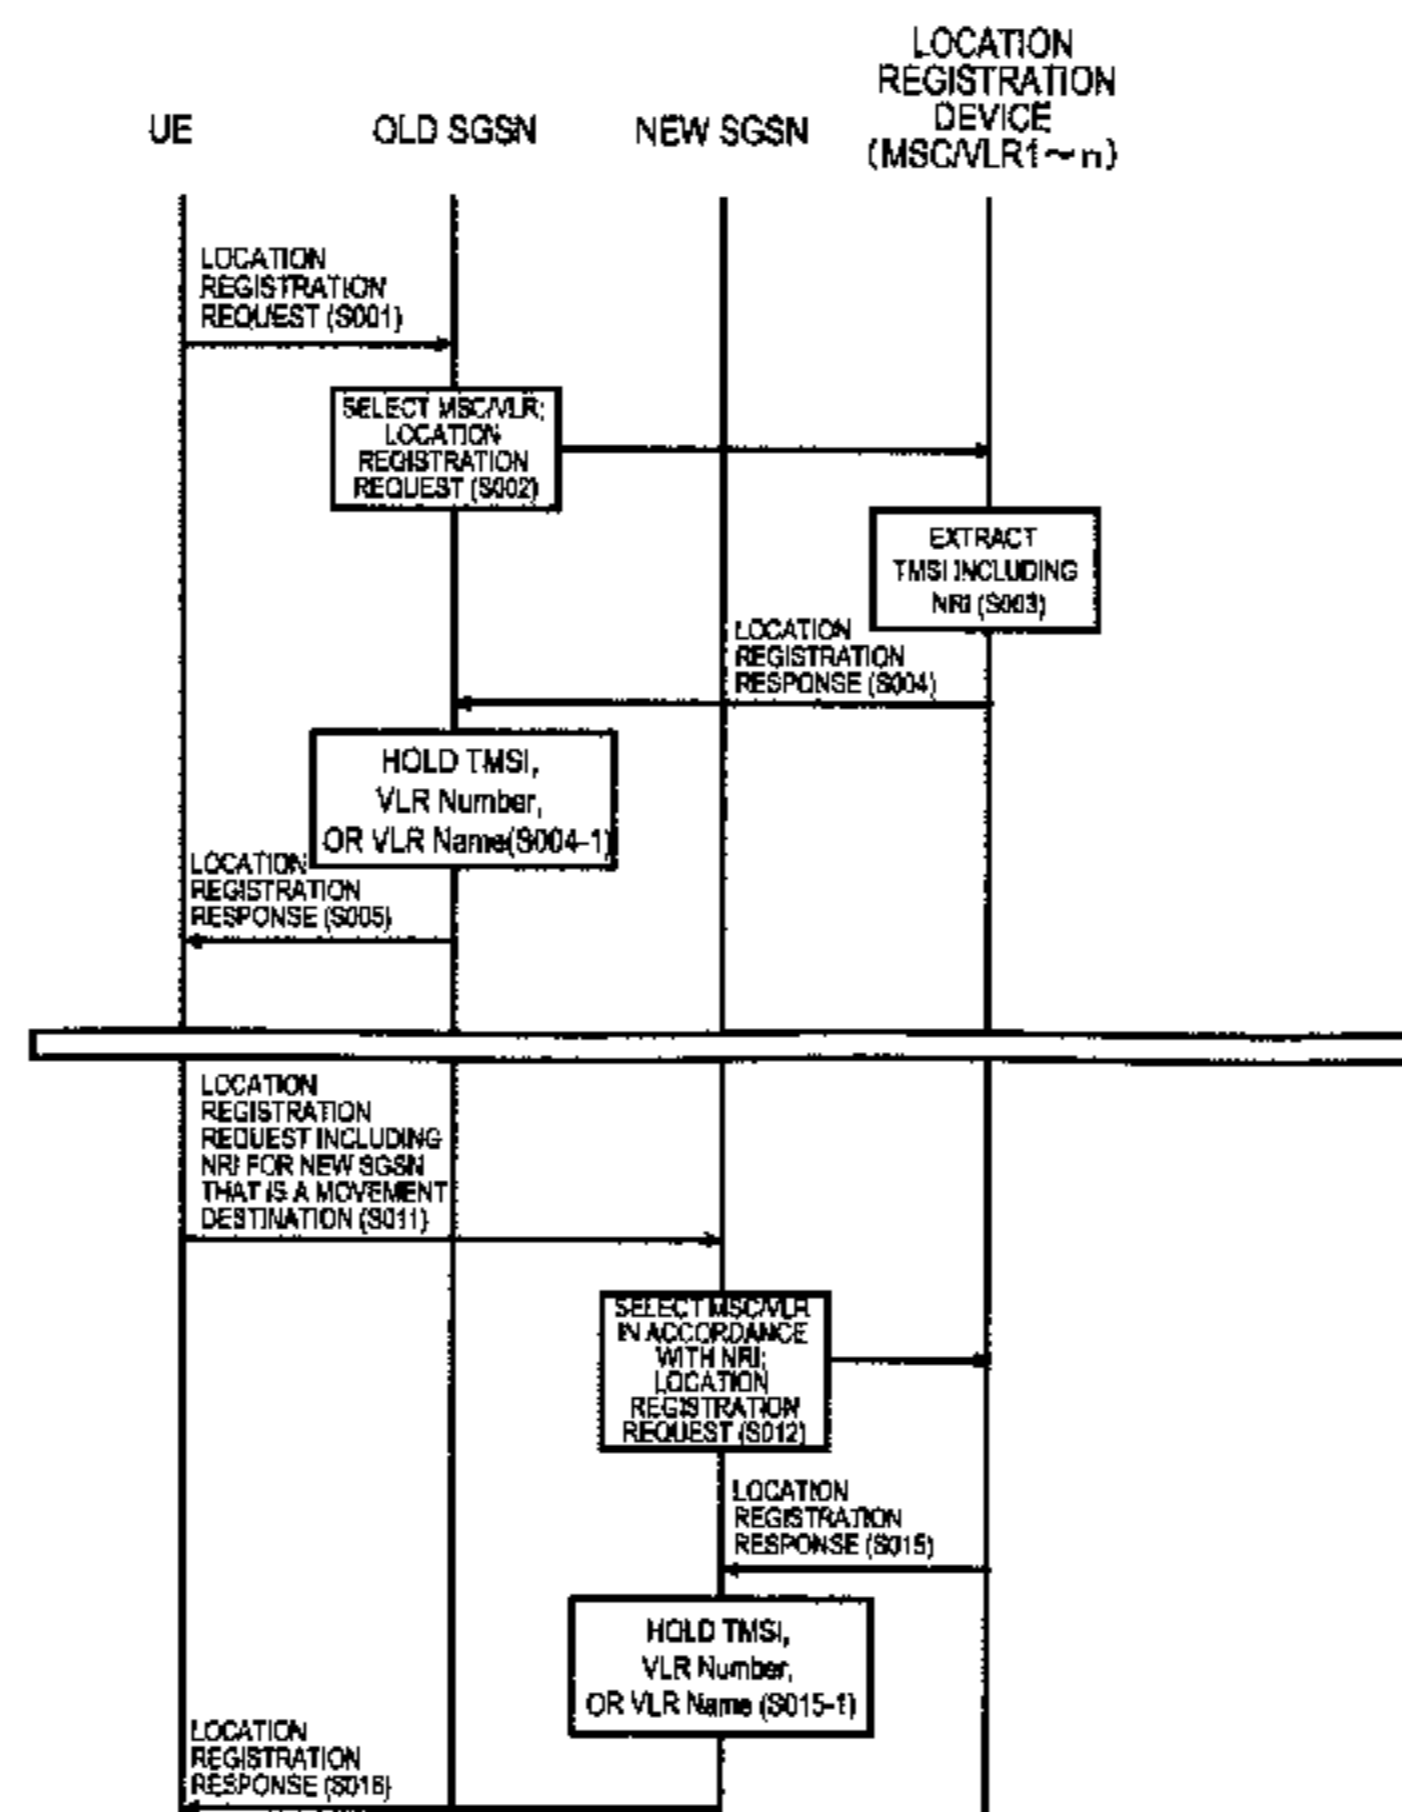 LOCATION
REGISTRATION
DEVICE
(MSC/VLR1～n)
UE
OLD SGSN
NEW SGSN
LOCATION
REGISTRATION
REQUEST (S001)
SELECT MSC/VLR;
LOCATION
REGISTRATION
REQUEST (S002)
EXTRACT
TMSI INCLUDING
NRI (S003)
LOCATION
REGISTRATION
RESPONSE (S004)
HOLD TMSI,
VLR Number,
OR VLR Name(S004-1)
LOCATION
REGISTRATION
RESPONSE (S005)
LOCATION
REGISTRATION
REQUEST INCLUDING
NRI FOR NEW SGSN
THAT IS A MOVEMENT
DESTINATION (S011)
SELECT MSC/VLR
IN ACCORDANCE
WITH NRI;
LOCATION
REGISTRATION
REQUEST (S012)
LOCATION
REGISTRATION
RESPONSE (S015)
HOLD TMSI,
VLR Number,
OR VLR Name (S015-1)
LOCATION
REGISTRATION
RESPONSE (S016)